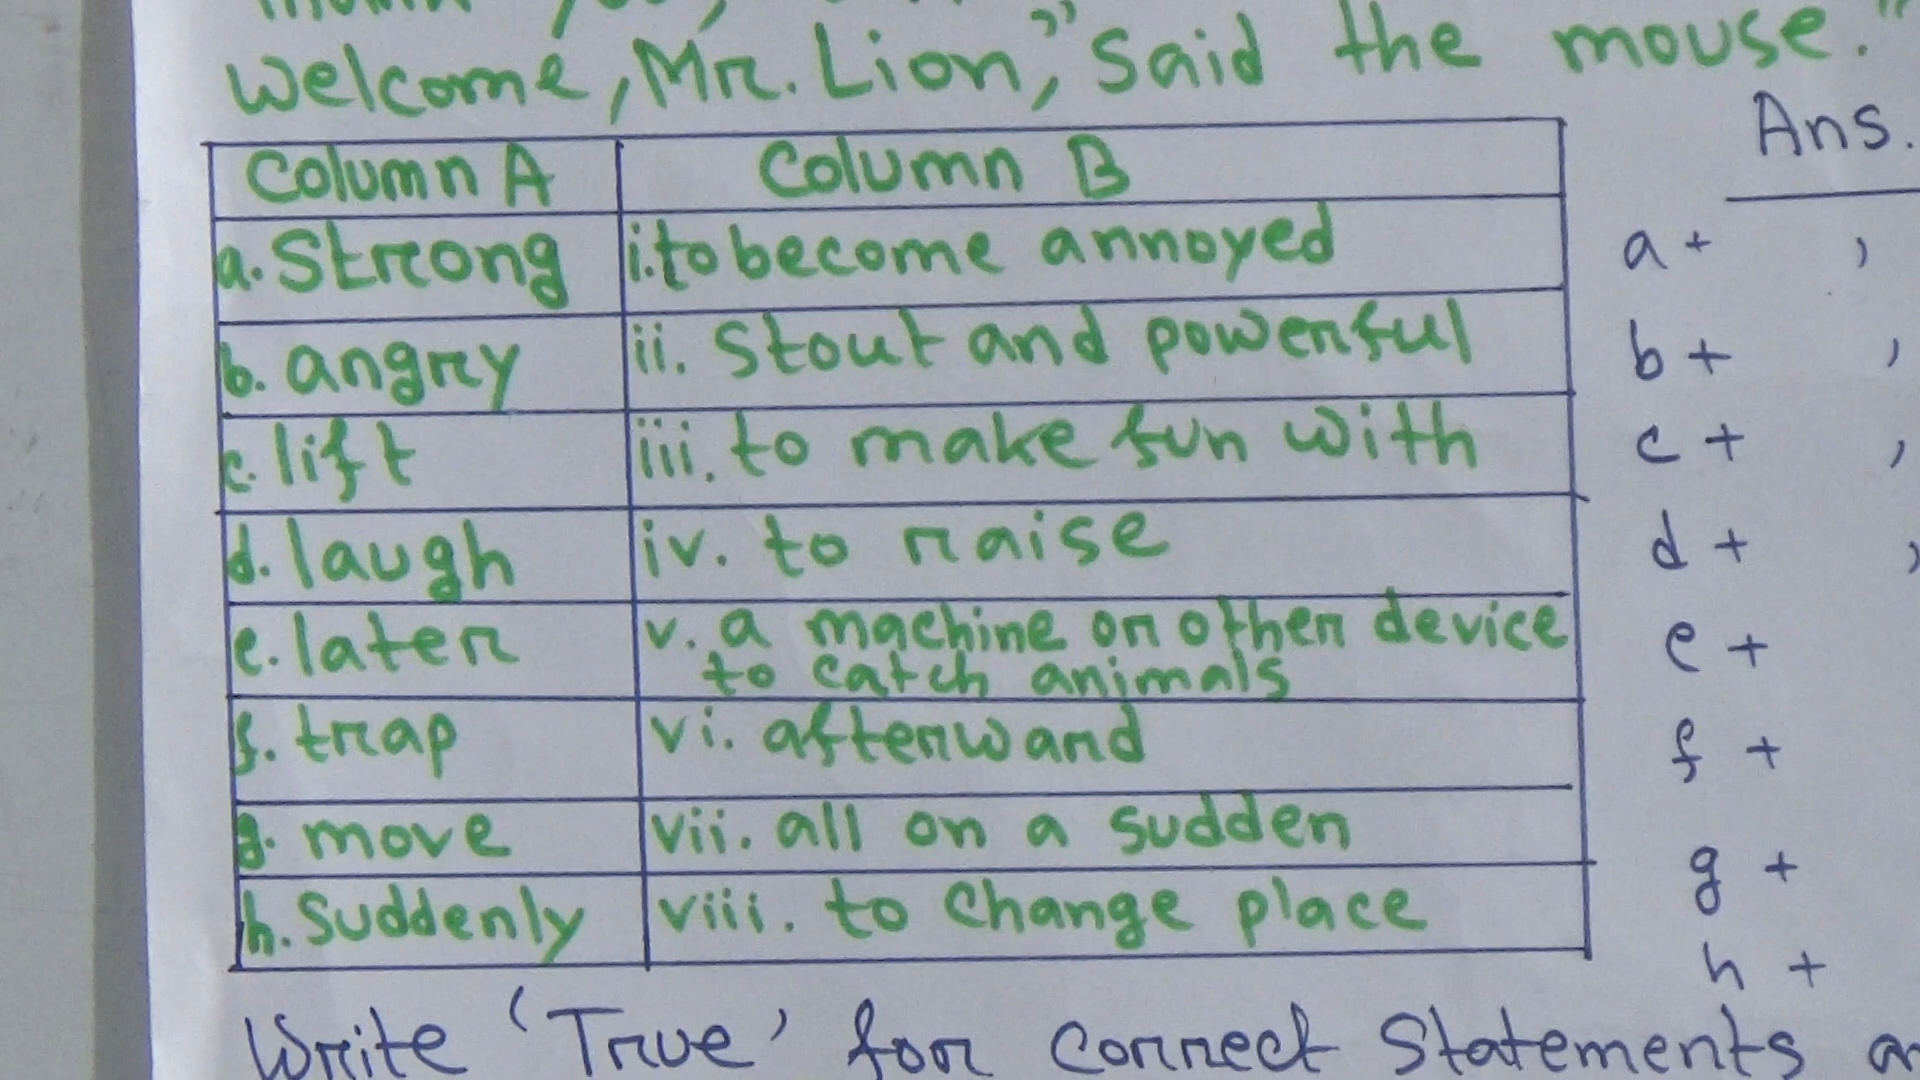 welcome, Mr. Lion," said the mouse."
Ans.
Column A Column B
a. Strong i. to become annoyed a + ,
b. angry ii. Stout and powerful b + ,
c. lift iii. to make fun with c + ,
d. laugh iv. to raise d + ,
e. later v. a machine or other device e +
to catch animals
f. trap vi. afterward f +
g. move vii. all on a sudden g +
h. Suddenly viii. to change place h +
Write 'True' for correct Statements